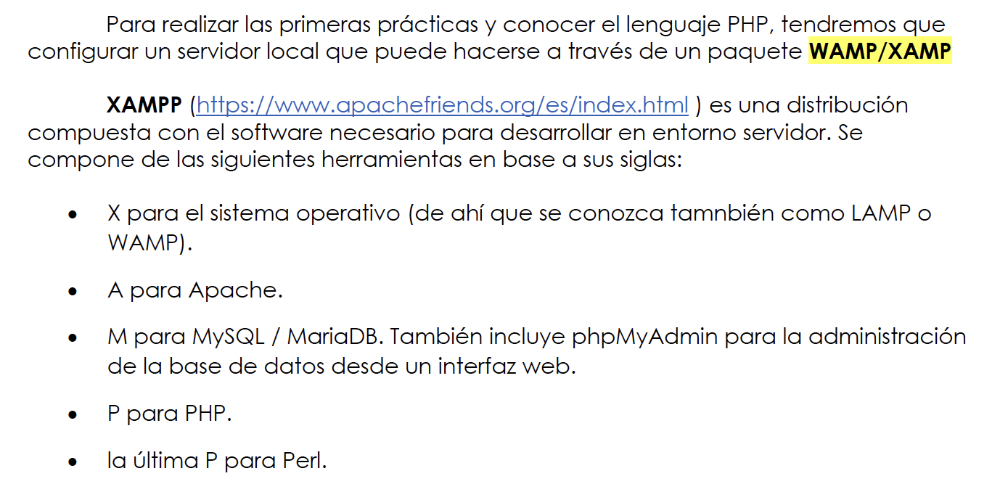 Para realizar las primeras prácticas y conocer el lenguaje PHP, tendremos que
configurar un servidor local que puede hacerse a través de un paquete WAMP/XAMP
XAMPP (https://www.apachefriends.org/es/index.html ) es una distribución
compuesta con el software necesario para desarrollar en entorno servidor. Se
compone de las siguientes herramientas en base a sus siglas:
• X para el sistema operativo (de ahí que se conozca tamnbién como LAMP o
WAMP).
• A para Apache.
• M para MySQL / MariaDB. También incluye phpMyAdmin para la administración
de la base de datos desde un interfaz web.
• P para PHP.
• la última P para Perl.